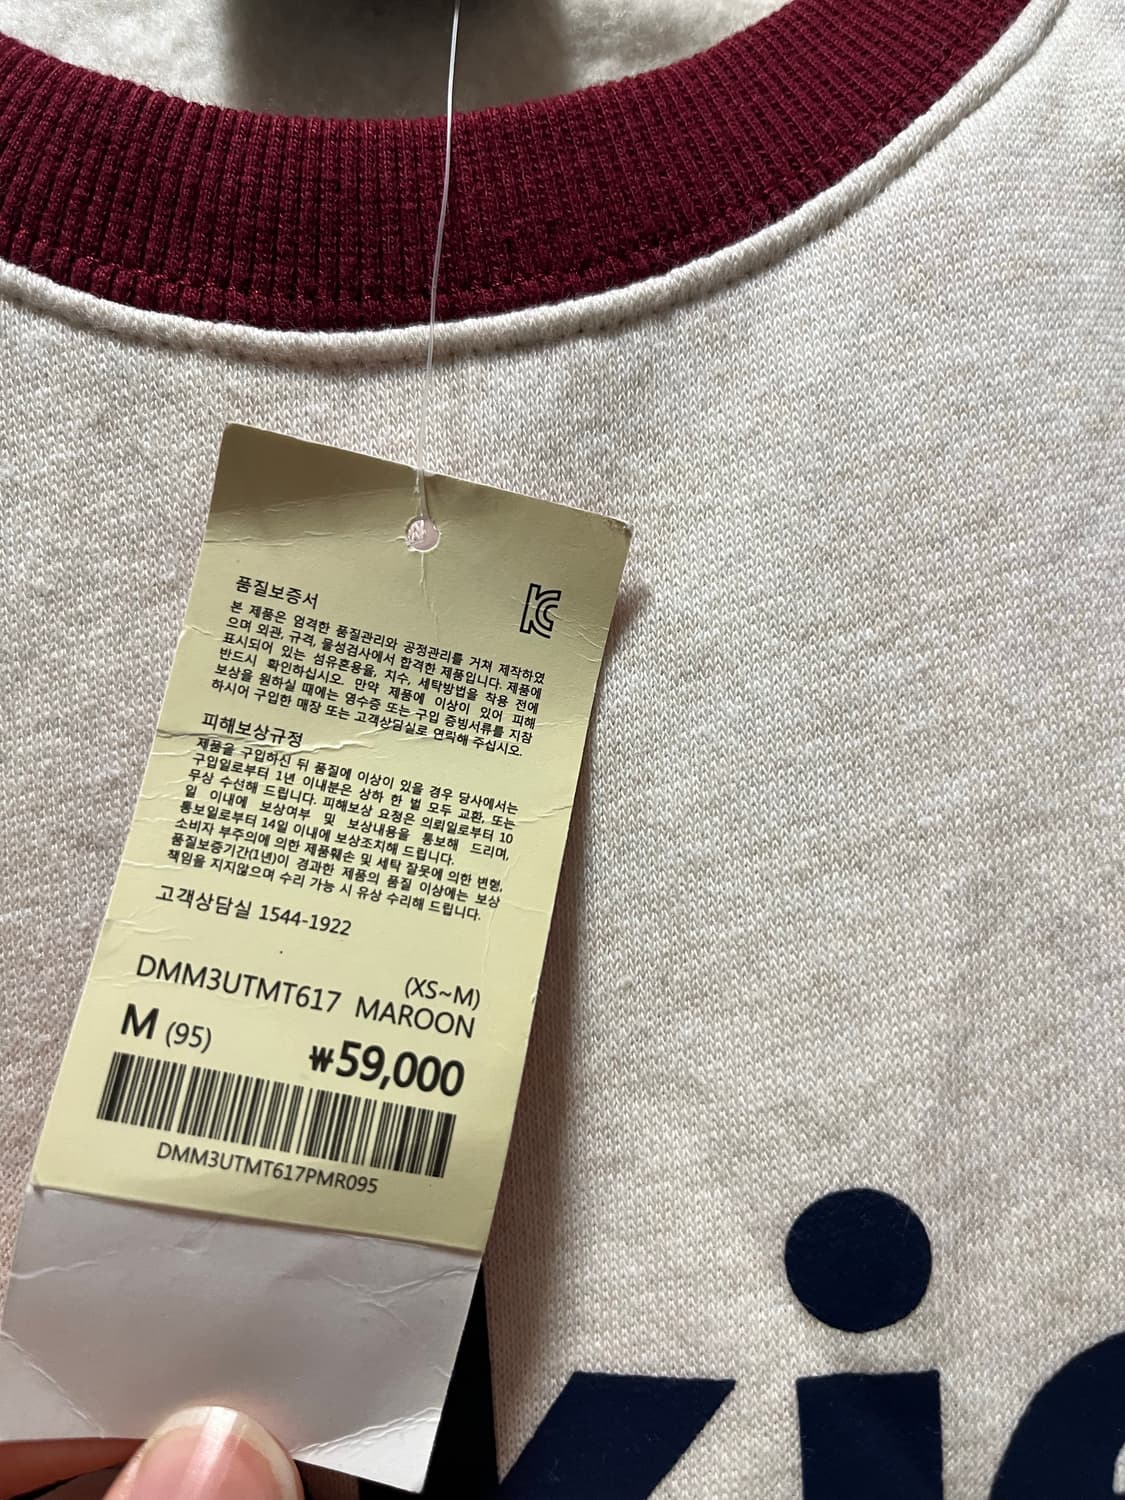 KC
품질보증서
본 제품은 엄격한 품질관리와 공정관리를 거쳐 제작하였
으며 외관, 규격, 물성검사에서 합격한 제품입니다. 제품에
표시되어 있는 섬유혼용율, 치수, 세탁방법을 착용 전에
반드시 확인하십시오. 만약 제품에 이상이 있어 피해
보상을 원하실 때에는 영수증 또는 구입 증빙서류를 지참
하시어 구입한 매장 또는 고객상담실로 연락해 주십시오.
피해보상규정
제품을 구입하신 뒤 품질에 이상이 있을 경우 당사에서는
구입일로부터 1년 이내분은 상하 한 벌 모두 교환, 또는
무상 수선해 드립니다. 피해보상 요청은 의뢰일로부터 10
일 이내에 보상여부 및 보상내용을 통보해 드리며,
통보일로부터 14일 이내에 보상조치해 드립니다.
소비자 부주의에 의한 제품훼손 및 세탁 잘못에 의한 변형,
품질보증기간(1년)이 경과한 제품의 품질 이상에는 보상
책임을 지지않으며 수리 가능 시 유상 수리해 드립니다.
고객상담실 1544-1922
(XS~M)
DMM3UTMT617 MAROON
M (95) ₩59,000
DMM3UTMT617PMR095
ki